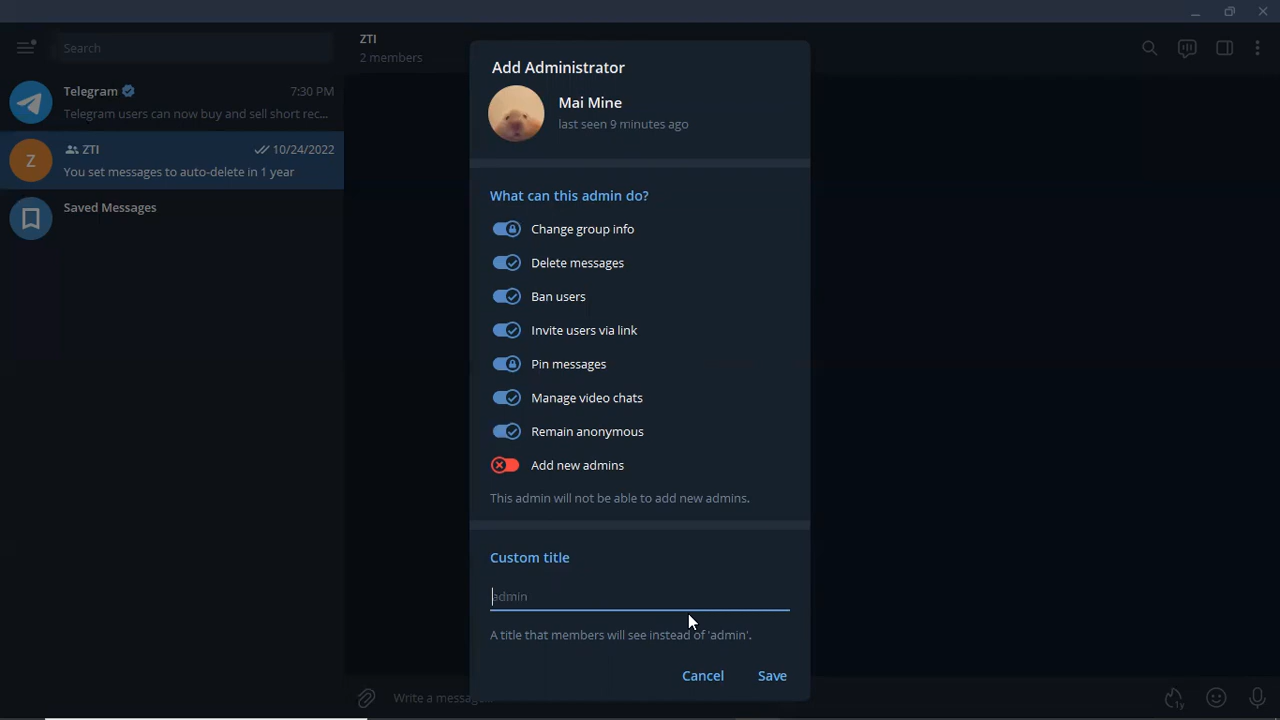 Search
ZTI
2 members
Telegram 7:30 PM
Telegram users can now buy and sell short rec...
Z
ZTI 10/24/2022
You set messages to auto-delete in 1 year
Saved Messages
Add Administrator
Mai Mine
last seen 9 minutes ago
What can this admin do?
Change group info
Delete messages
Ban users
Invite users via link
Pin messages
Manage video chats
Remain anonymous
Add new admins
This admin will not be able to add new admins.
Custom title
admin
A title that members will see instead of 'admin'.
Cancel Save
Write a message...
1y